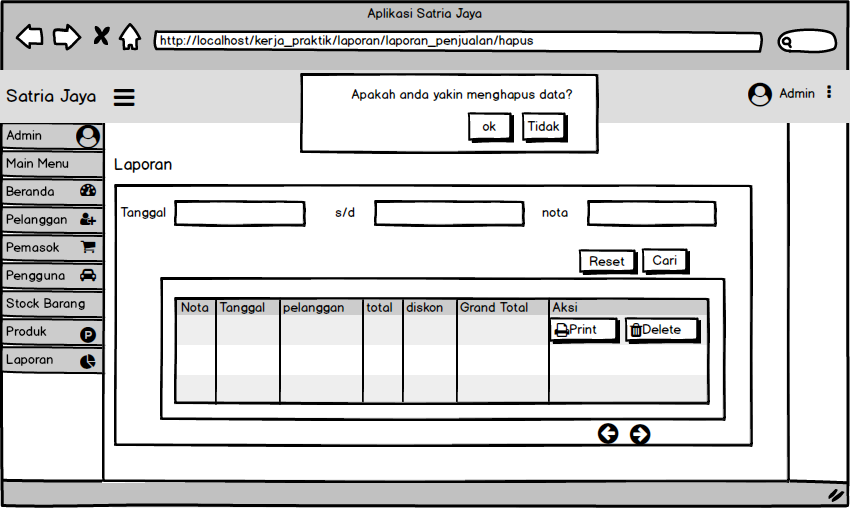 Aplikasi Satria Jaya
http://localhost/kerja_praktik/laporan/laporan_penjualan/hapus
Satria Jaya
Apakah anda yakin menghapus data?
ok Tidak
Admin
Admin
Main Menu
Beranda
Pelanggan
Pemasok
Pengguna
Stock Barang
Produk P
Laporan
Laporan
Tanggal s/d nota
Reset Cari
Nota Tanggal pelanggan total diskon Grand Total Aksi
Print Delete